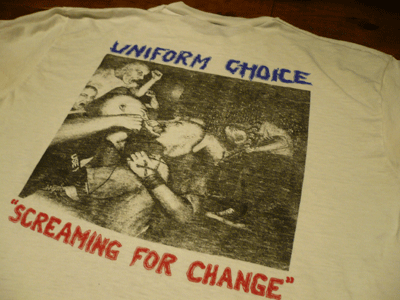 UNIFORM CHOICE
"SCREAMING FOR CHANGE"